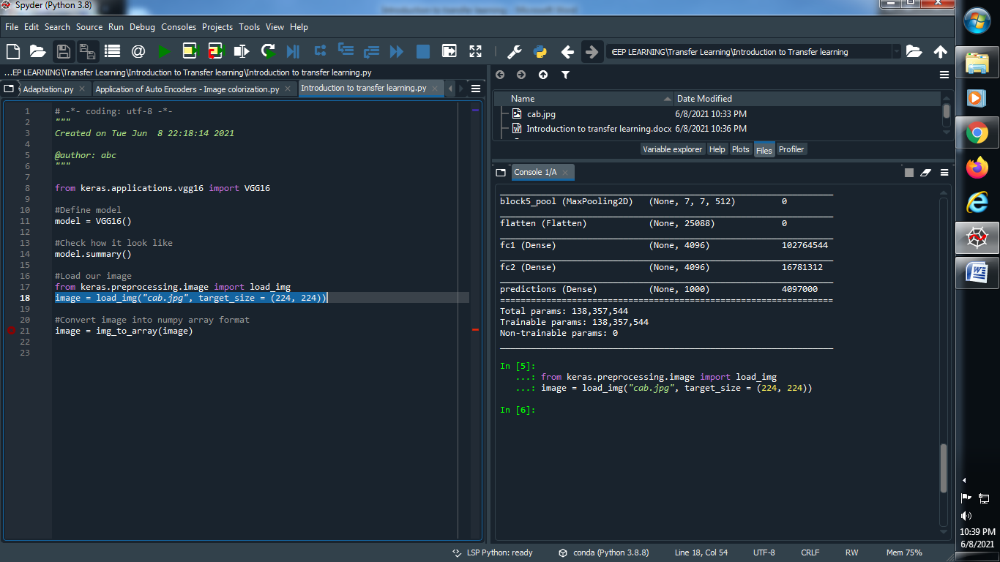 Spyder (Python 3.8)
File Edit Search Source Run Debug Consoles Projects Tools View Help
EEP LEARNING\Transfer Learning\Introduction to Transfer learning
...EP LEARNING\Transfer Learning\Introduction to Transfer learning\Introduction to transfer learning.py
Adaptation.py
Application of Auto Encoders - Image colorization.py
Introduction to transfer learning.py
1 # -*- coding: utf-8 -*-
2 """
3 Created on Tue Jun  8 22:18:14 2021
4
5 @author: abc
6 """
7
8 from keras.applications.vgg16 import VGG16
9
10 #Define model
11 model = VGG16()
12
13 #Check how it look like
14 model.summary()
15
16 #Load our image
17 from keras.preprocessing.image import load_img
18 image = load_img("cab.jpg", target_size = (224, 224))
19
20 #Convert image into numpy array format
21 image = img_to_array(image)
22
23
Name Date Modified
cab.jpg 6/8/2021 10:33 PM
Introduction to transfer learning.docx 6/8/2021 10:36 PM
Variable explorer Help Plots Files Profiler
Console 1/A
block5_pool (MaxPooling2D) (None, 7, 7, 512) 0
flatten (Flatten) (None, 25088) 0
fc1 (Dense) (None, 4096) 102764544
fc2 (Dense) (None, 4096) 16781312
predictions (Dense) (None, 1000) 4097000
=================================================================
Total params: 138,357,544
Trainable params: 138,357,544
Non-trainable params: 0
In [5]:
...: from keras.preprocessing.image import load_img
...: image = load_img("cab.jpg", target_size = (224, 224))
In [6]:
LSP Python: ready conda (Python 3.8.8) Line 18, Col 54 UTF-8 CRLF RW Mem 75%
10:39 PM
6/8/2021